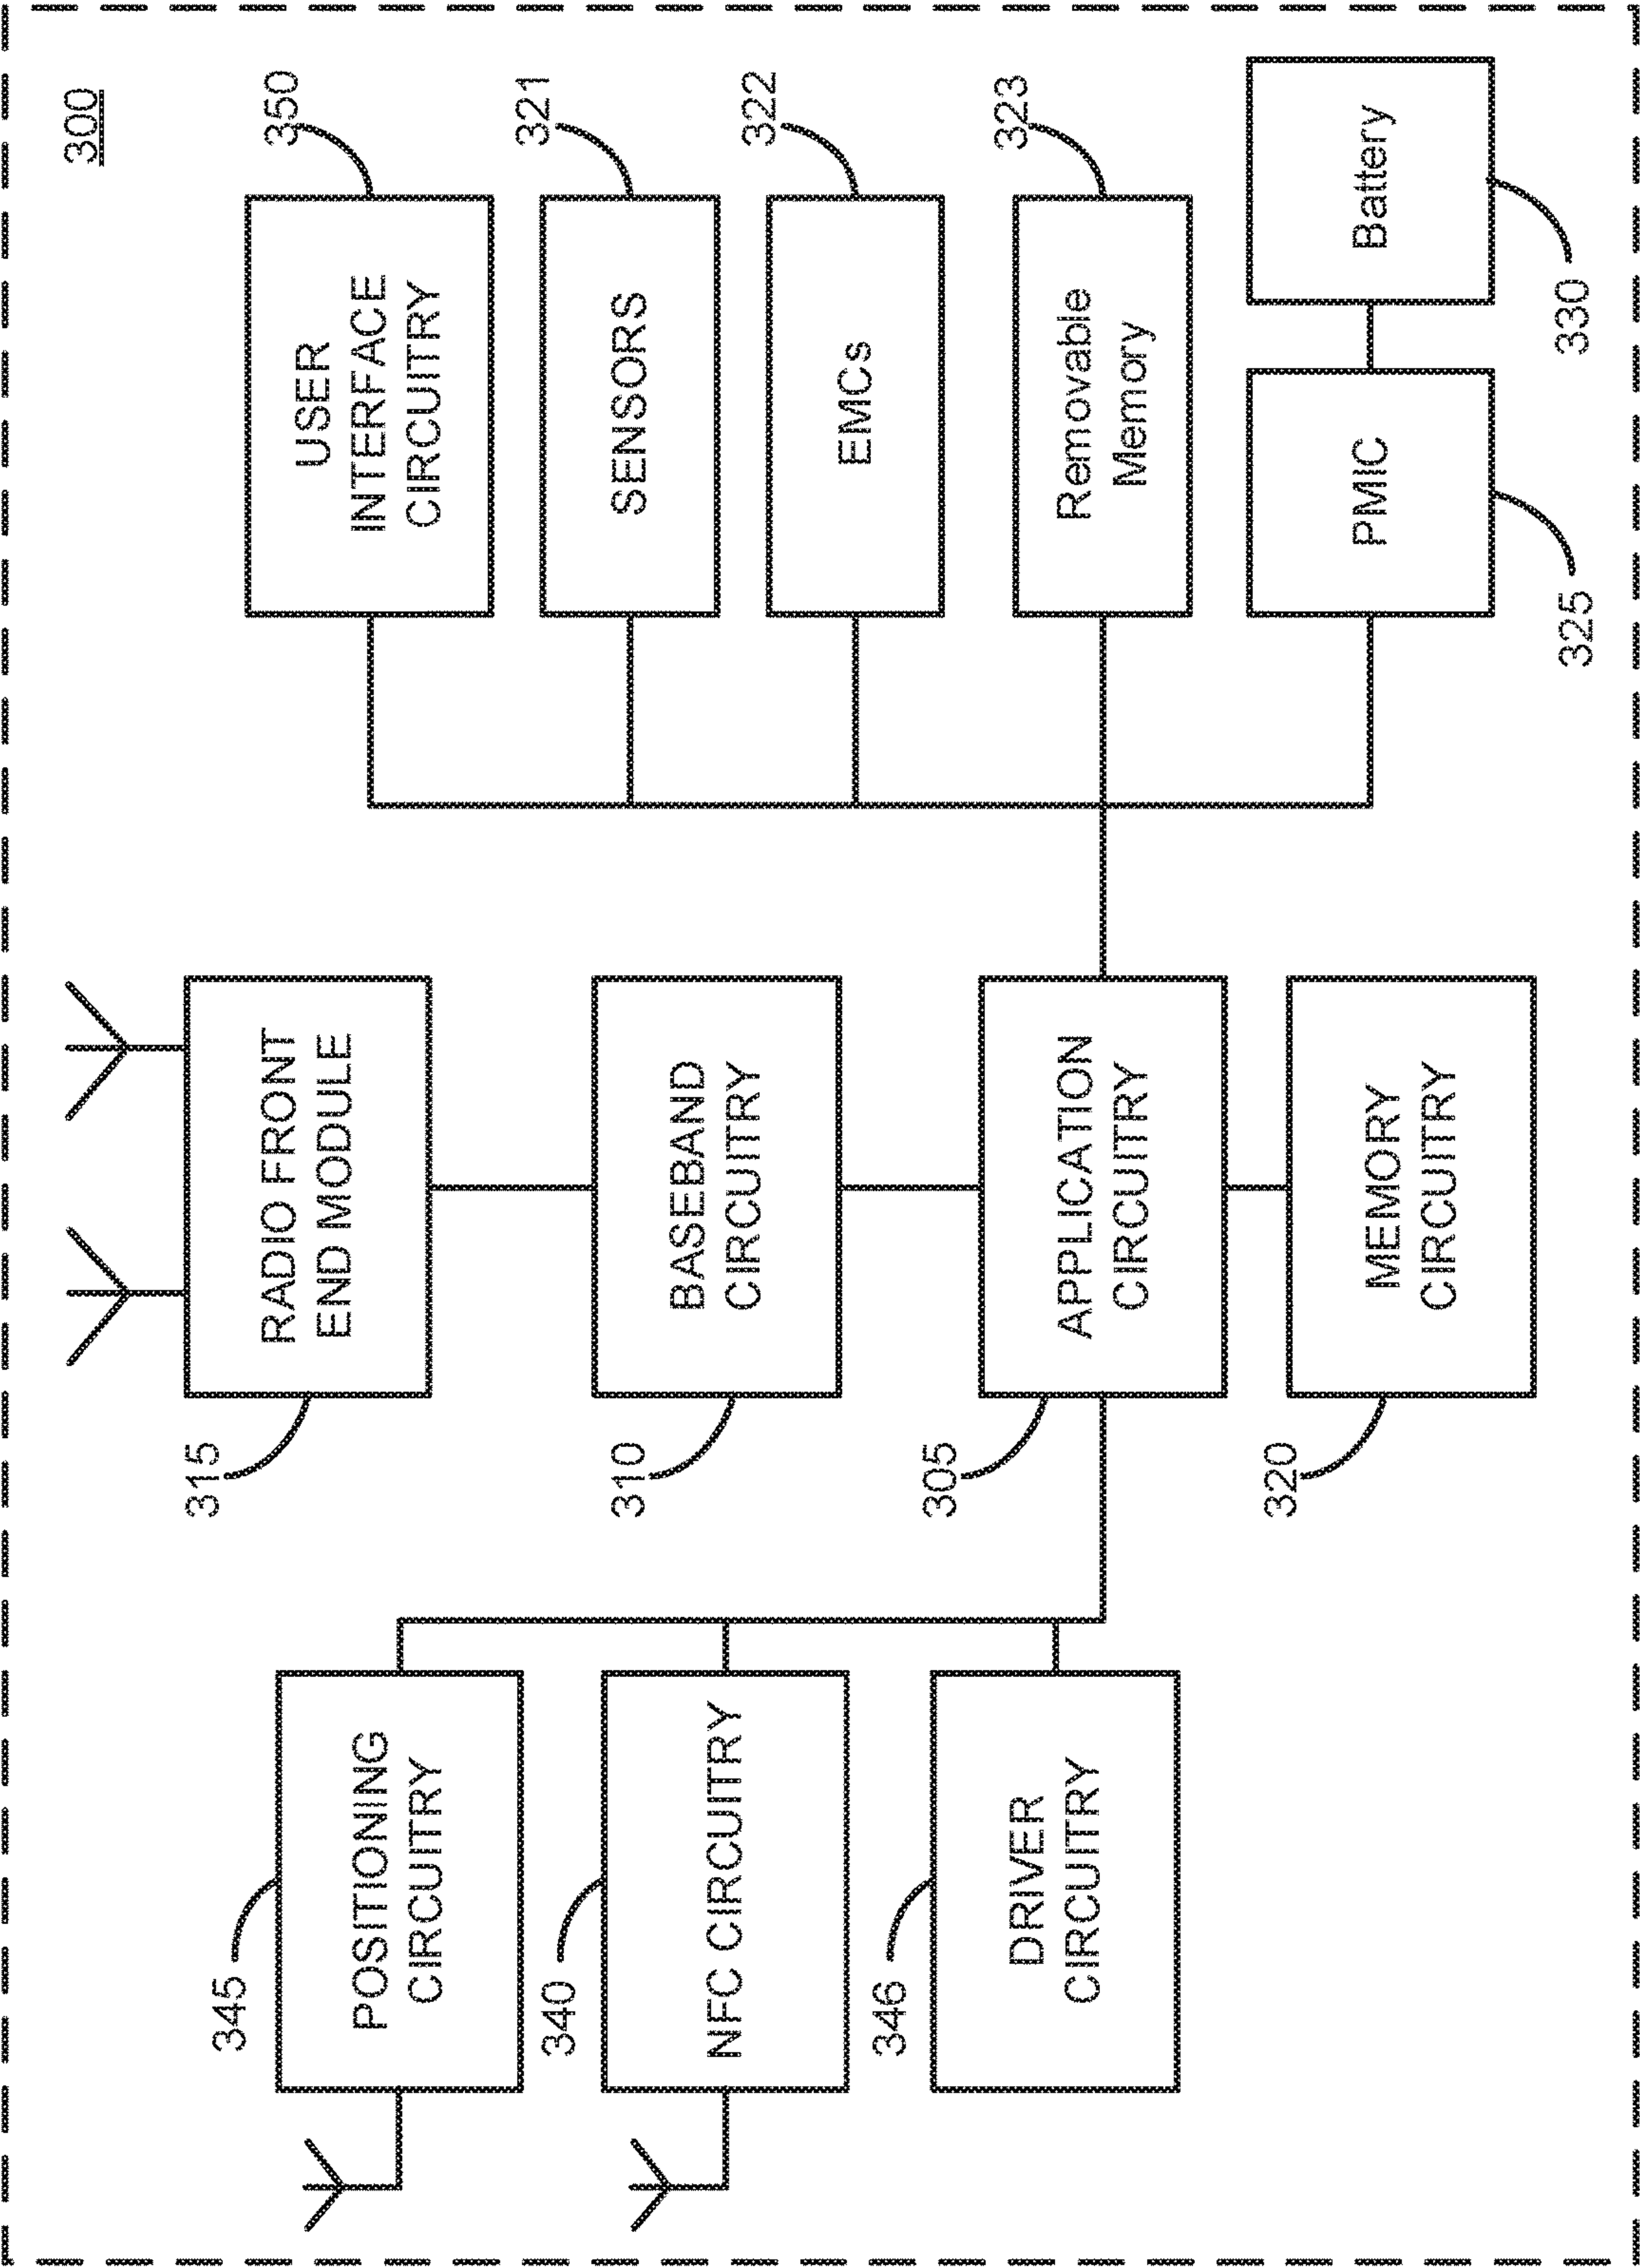 300
345
POSITIONING
CIRCUITRY
340
NFC CIRCUITRY
346
DRIVER
CIRCUITRY
315
RADIO FRONT
END MODULE
310
BASEBAND
CIRCUITRY
305
APPLICATION
CIRCUITRY
320
MEMORY
CIRCUITRY
350
USER
INTERFACE
CIRCUITRY
321
SENSORS
322
EMCs
323
Removable
Memory
PMIC
325
Battery
330